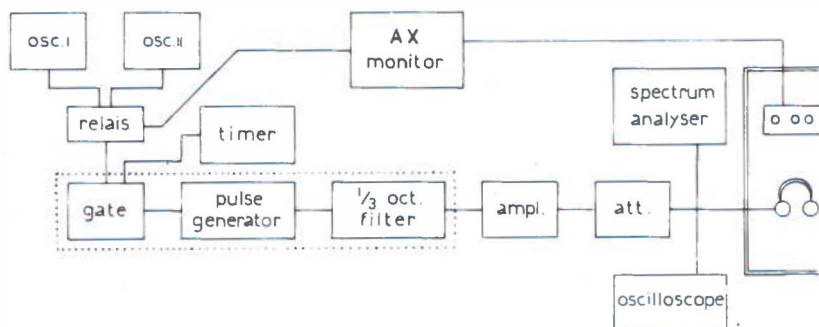 osc. I
osc. II
AX
monitor
relais
timer
spectrum
analyser
gate
pulse
generator
1/3 oct.
filter
ampl.
att.
oscilloscope